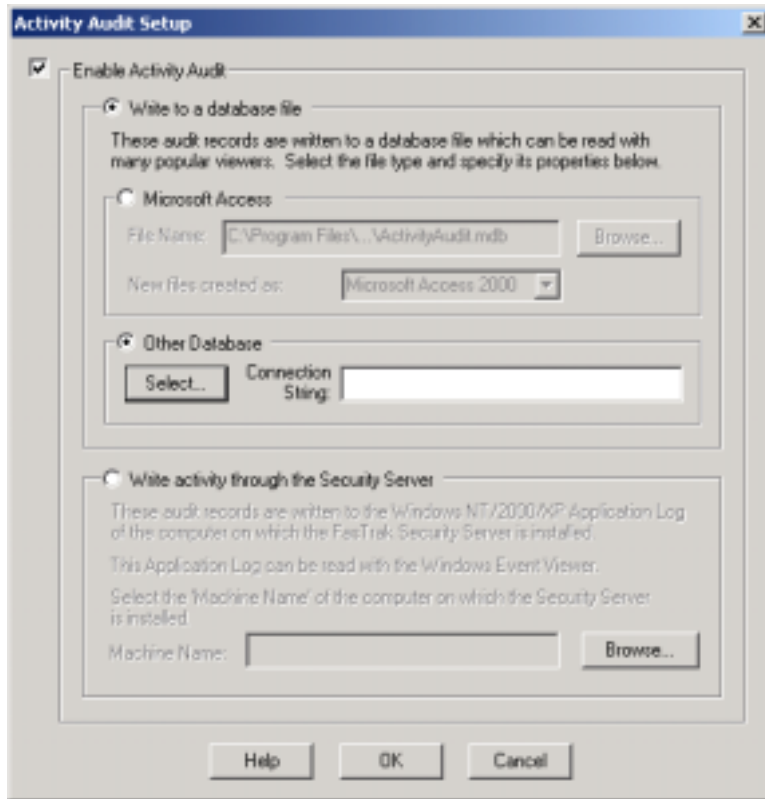 Activity Audit Setup
Enable Activity Audit
Write to a database file
These audit records are written to a database file which can be read with
many popular viewers. Select the file type and specify its properties below.
Microsoft Access
File Name: C:\Program Files\...\ActivityAudit.mdb Browse...
New files created as: Microsoft Access 2000
Other Database
Select... Connection
String:
Write activity through the Security Server
These audit records are written to the Windows NT/2000/XP Application Log
of the computer on which the FasTrak Security Server is installed.
This Application Log can be read with the Windows Event Viewer.
Select the 'Machine Name' of the computer on which the Security Server
is installed.
Machine Name: Browse...
Help OK Cancel